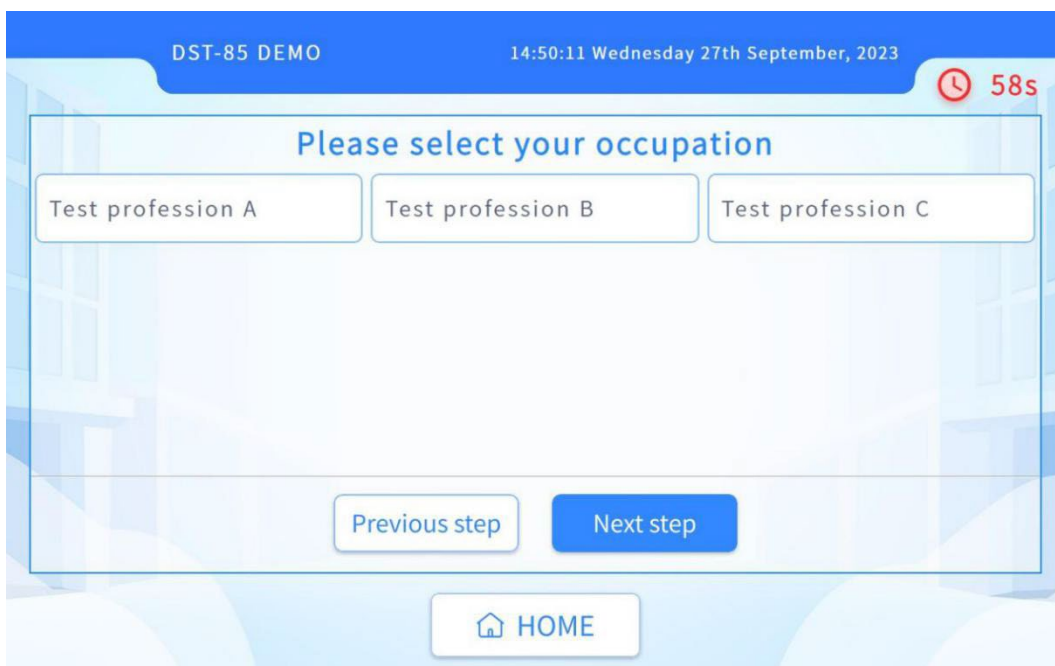 DST-85 DEMO
14:50:11 Wednesday 27th September, 2023
58s
Please select your occupation
Test profession A
Test profession B
Test profession C
Previous step
Next step
HOME